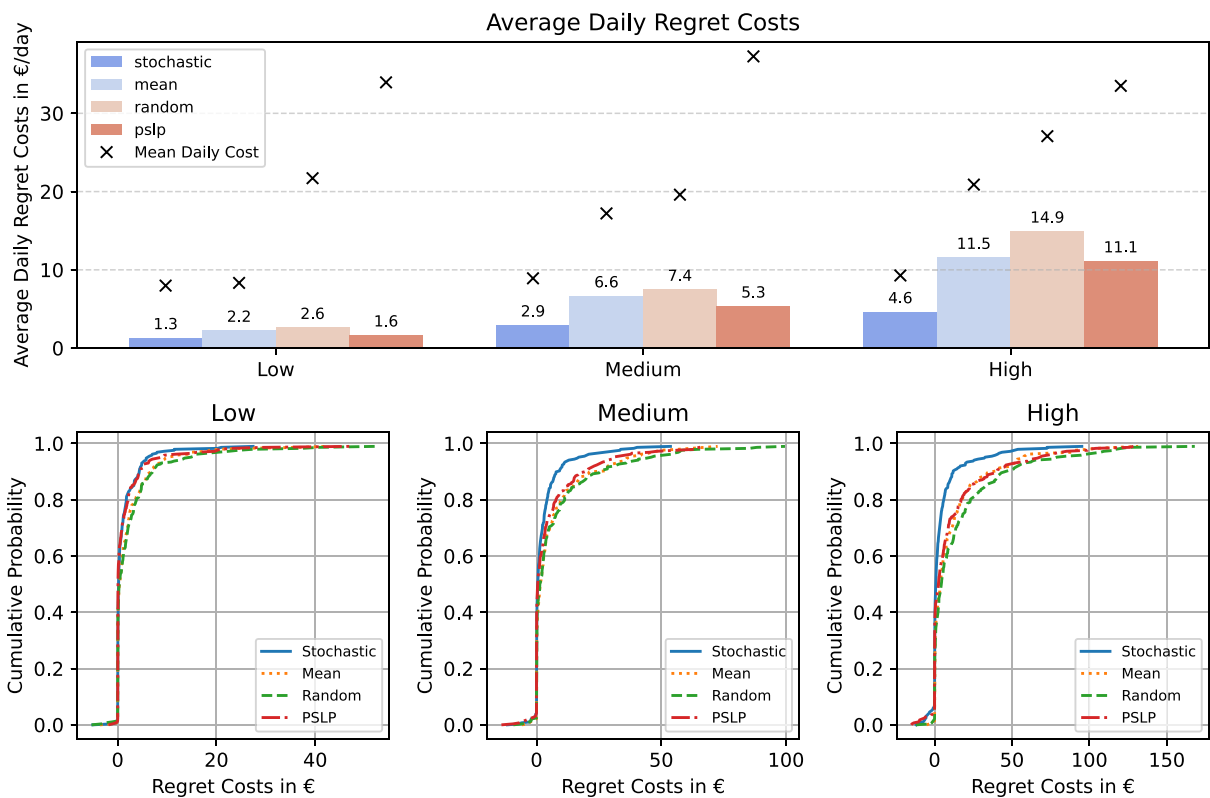 Average Daily Regret Costs
Average Daily Regret Costs in €/day
stochastic
mean
random
pslp
Mean Daily Cost
30
20
10
0
1.3
2.2
2.6
1.6
2.9
6.6
7.4
5.3
4.6
11.5
14.9
11.1
Low
Medium
High
Low
Cumulative Probability
1.0
0.8
0.6
0.4
0.2
0.0
Stochastic
Mean
Random
PSLP
0
20
40
Regret Costs in €
Medium
Cumulative Probability
1.0
0.8
0.6
0.4
0.2
0.0
Stochastic
Mean
Random
PSLP
0
50
100
Regret Costs in €
High
Cumulative Probability
1.0
0.8
0.6
0.4
0.2
0.0
Stochastic
Mean
Random
PSLP
0
50
100
150
Regret Costs in €